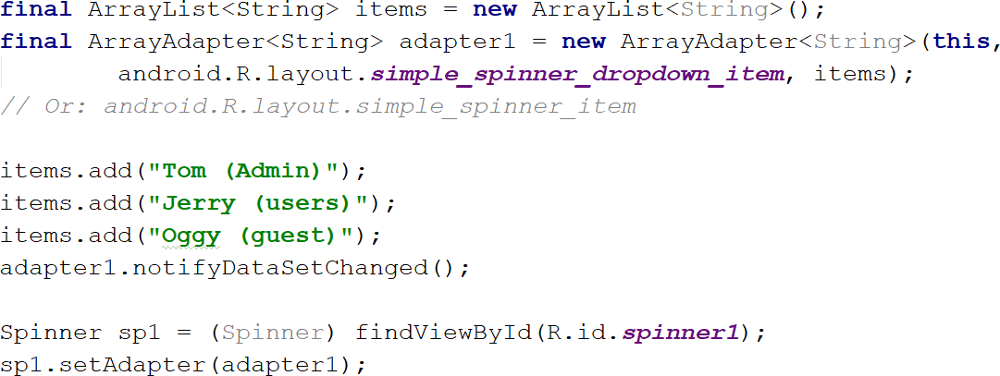 final ArrayList<String> items = new ArrayList<String>();
final ArrayAdapter<String> adapter1 = new ArrayAdapter<String>(this,
        android.R.layout.simple_spinner_dropdown_item, items);
// Or: android.R.layout.simple_spinner_item

items.add("Tom (Admin)");
items.add("Jerry (users)");
items.add("Oggy (guest)");
adapter1.notifyDataSetChanged();

Spinner sp1 = (Spinner) findViewById(R.id.spinner1);
sp1.setAdapter(adapter1);